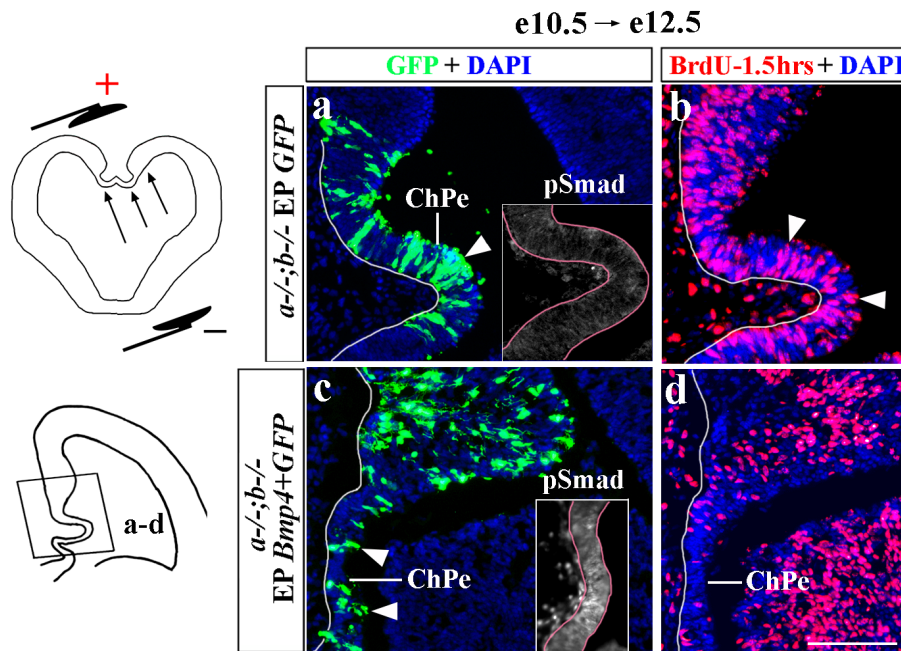 e10.5 → e12.5
GFP + DAPI
BrdU-1.5hrs + DAPI
+
−
a-d
a-/-;b-/- EP GFP
a
ChPe
pSmad
b
a-/-;b-/-
EP Bmp4+GFP
c
pSmad
ChPe
d
ChPe